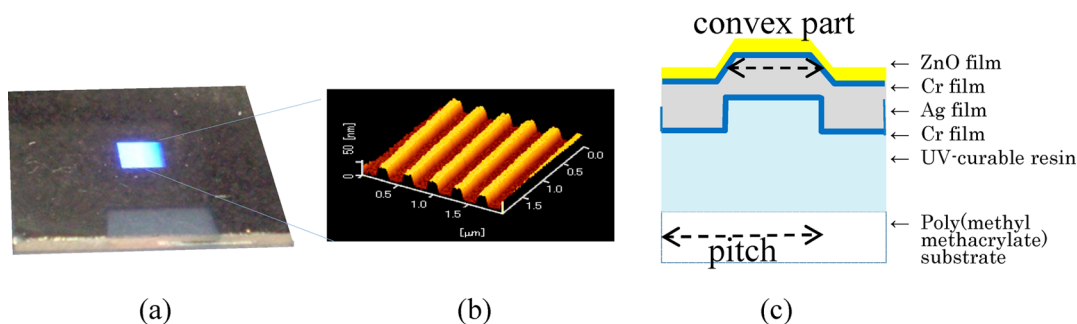 50 [nm]
0
0.5
1.0
1.5
[µm]
0.0
0.5
1.0
1.5
convex part
← ZnO film
← Cr film
← Ag film
← Cr film
← UV-curable resin
← Poly(methyl
methacrylate)
substrate
pitch
(a)
(b)
(c)